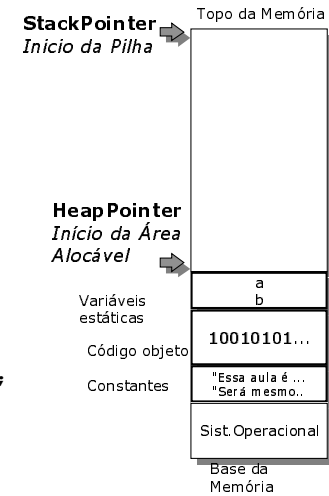 Topo da Memória
StackPointer
Inicio da Pilha
HeapPointer
Início da Área
Alocável
Variáveis
estáticas
a
b
Código objeto
10010101...
Constantes
"Essa aula é ...
"Será mesmo..
;
Sist.Operacional
Base da
Memória